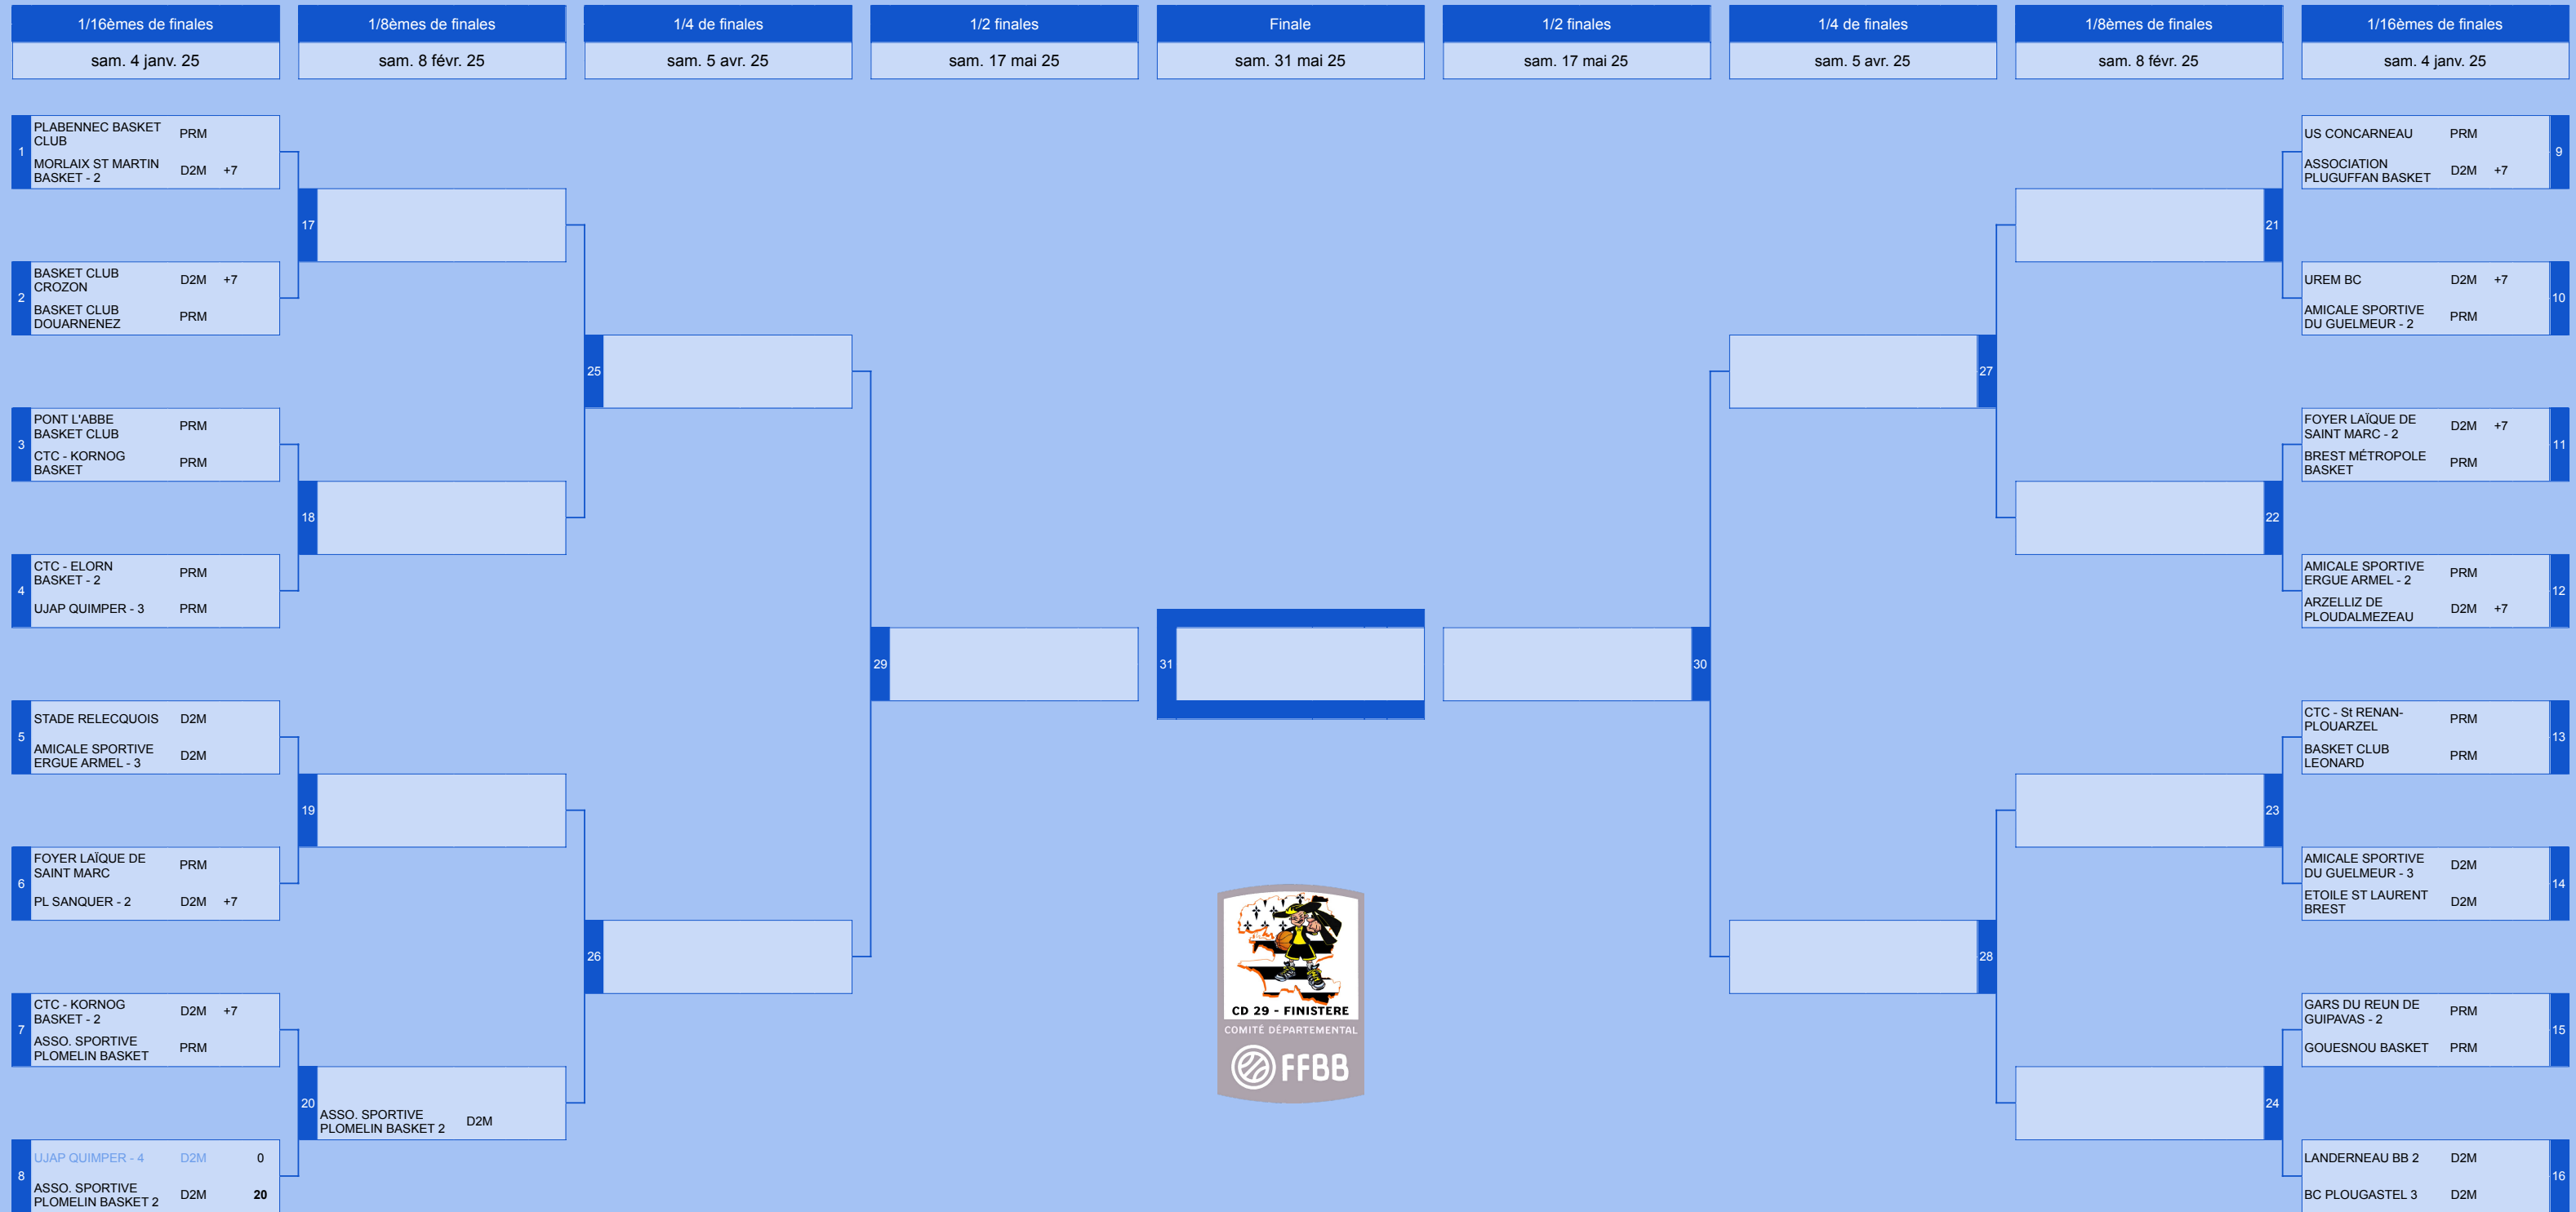 1/16èmes de finales
1/8èmes de finales
1/4 de finales
1/2 finales
Finale
1/2 finales
1/4 de finales
1/8èmes de finales
1/16èmes de finales
sam. 4 janv. 25
sam. 8 févr. 25
sam. 5 avr. 25
sam. 17 mai 25
sam. 31 mai 25
sam. 17 mai 25
sam. 5 avr. 25
sam. 8 févr. 25
sam. 4 janv. 25
1
PLABENNEC BASKET
CLUB
PRM
MORLAIX ST MARTIN
BASKET - 2
D2M +7
2
BASKET CLUB
CROZON
D2M +7
BASKET CLUB
DOUARNENEZ
PRM
3
PONT L'ABBE
BASKET CLUB
PRM
CTC - KORNOG
BASKET
PRM
4
CTC - ELORN
BASKET - 2
PRM
UJAP QUIMPER - 3 PRM
5
STADE RELECQUOIS D2M
AMICALE SPORTIVE
ERGUE ARMEL - 3
D2M
6
FOYER LAÏQUE DE
SAINT MARC
PRM
PL SANQUER - 2 D2M +7
7
CTC - KORNOG
BASKET - 2
D2M +7
ASSO. SPORTIVE
PLOMELIN BASKET
PRM
8
UJAP QUIMPER - 4 D2M 0
ASSO. SPORTIVE
PLOMELIN BASKET 2
D2M 20
17
18
19
20
ASSO. SPORTIVE
PLOMELIN BASKET 2
D2M
25
26
29
31
30
27
28
21
22
23
24
US CONCARNEAU PRM
ASSOCIATION
PLUGUFFAN BASKET
D2M +7
9
UREM BC D2M +7
AMICALE SPORTIVE
DU GUELMEUR - 2
PRM
10
FOYER LAÏQUE DE
SAINT MARC - 2
D2M +7
BREST MÉTROPOLE
BASKET
PRM
11
AMICALE SPORTIVE
ERGUE ARMEL - 2
PRM
ARZELLIZ DE
PLOUDALMEZEAU
D2M +7
12
CTC - St RENAN-
PLOUARZEL
PRM
BASKET CLUB
LEONARD
PRM
13
AMICALE SPORTIVE
DU GUELMEUR - 3
D2M
ETOILE ST LAURENT
BREST
D2M
14
GARS DU REUN DE
GUIPAVAS - 2
PRM
GOUESNOU BASKET PRM
15
LANDERNEAU BB 2 D2M
BC PLOUGASTEL 3 D2M
16
CD 29 - FINISTERE
COMITÉ DÉPARTEMENTAL
FFBB